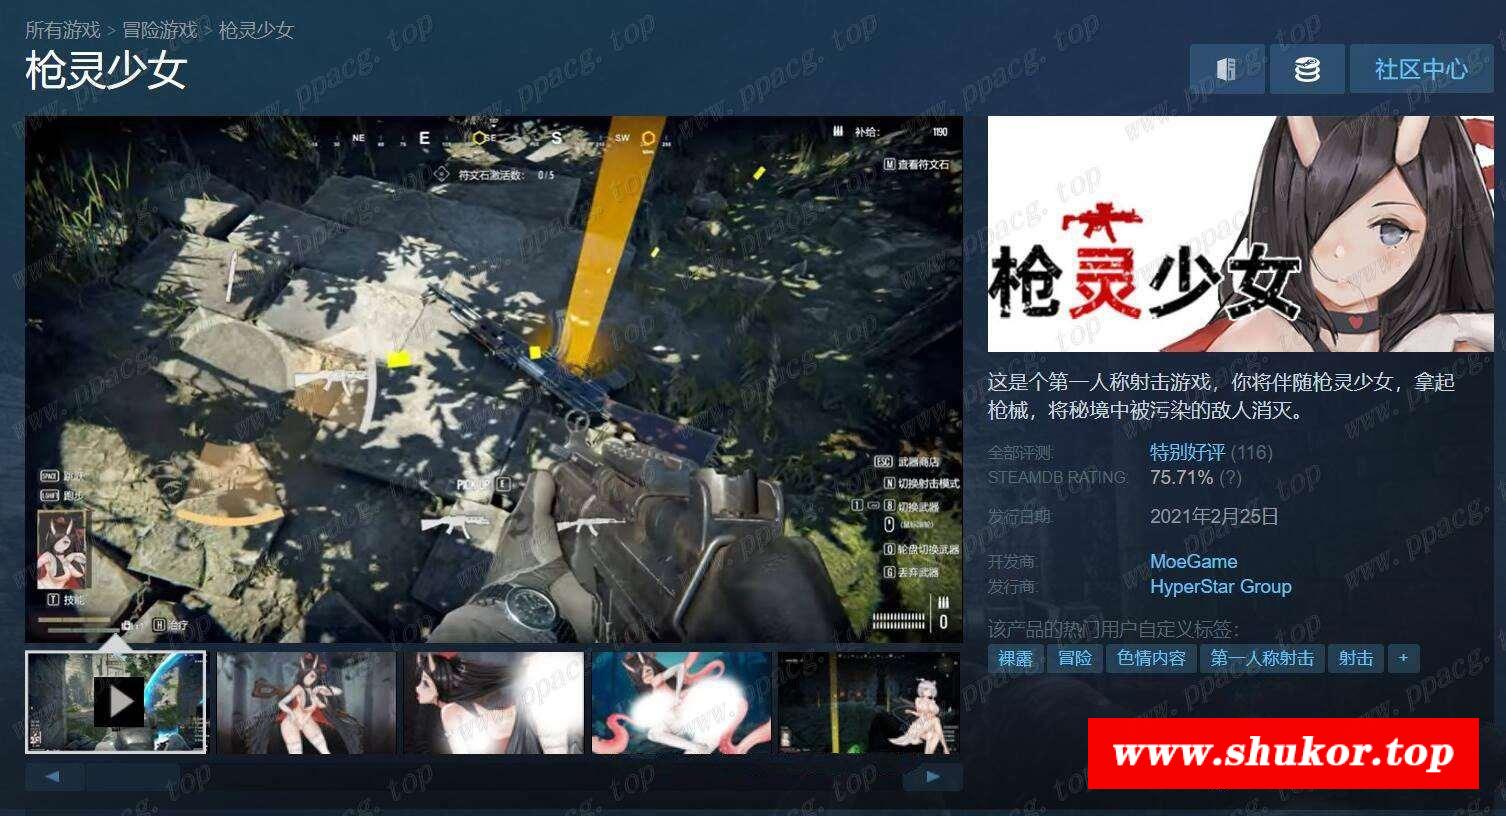 所有游戏 > 冒险游戏 > 枪灵少女
枪灵少女
社区中心
NE E SE S SW
补给: 1190
M 查看符文石
符文石激活数: 0/5
枪灵少女
这是个第一人称射击游戏，你将伴随枪灵少女，拿起
枪械，将秘境中被污染的敌人消灭。
全部评测: 特别好评 (116)
STEAMDB RATING: 75.71% (?)
发行日期: 2021年2月25日
开发商: MoeGame
发行商: HyperStar Group
SPACE 跳跃
LSHIFT 跑步
PICK UP E
ESC 武器商店
N 切换射击模式
1 8 切换武器
(鼠标滚轮)
Q 轮盘切换武器
G 丢弃武器
T 技能
H 治疗
0
该产品的热门用户自定义标签:
裸露 冒险 色情内容 第一人称射击 射击 +
www.shukor.top
www.ppacg.top